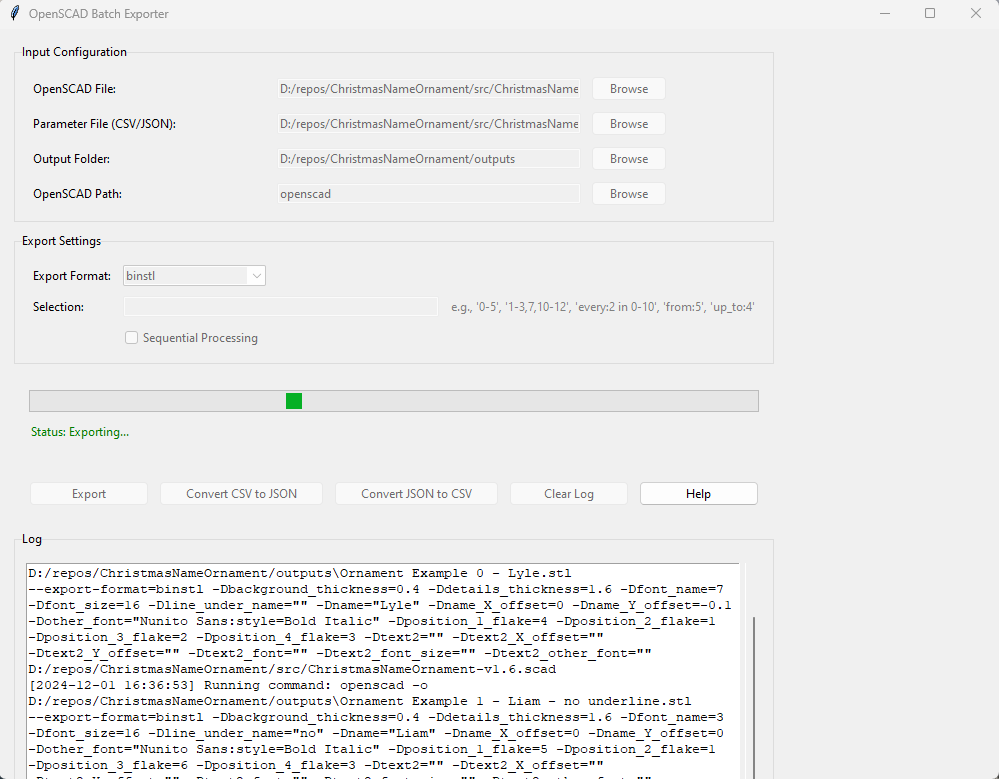 OpenSCAD Batch Exporter
Input Configuration
OpenSCAD File: D:/repos/ChristmasNameOrnament/src/ChristmasName Browse
Parameter File (CSV/JSON): D:/repos/ChristmasNameOrnament/src/ChristmasName Browse
Output Folder: D:/repos/ChristmasNameOrnament/outputs Browse
OpenSCAD Path: openscad Browse
Export Settings
Export Format: binstl
Selection: e.g., '0-5', '1-3,7,10-12', 'every:2 in 0-10', 'from:5', 'up_to:4'
Sequential Processing
Status: Exporting...
Export Convert CSV to JSON Convert JSON to CSV Clear Log Help
Log
D:/repos/ChristmasNameOrnament/outputs\Ornament Example 0 - Lyle.stl
--export-format=binstl -Dbackground_thickness=0.4 -Ddetails_thickness=1.6 -Dfont_name=7
-Dfont_size=16 -Dline_under_name="" -Dname="Lyle" -Dname_X_offset=0 -Dname_Y_offset=-0.1
-Dother_font="Nunito Sans:style=Bold Italic" -Dposition_1_flake=4 -Dposition_2_flake=1
-Dposition_3_flake=2 -Dposition_4_flake=3 -Dtext2="" -Dtext2_X_offset=""
-Dtext2_Y_offset="" -Dtext2_font="" -Dtext2_font_size="" -Dtext2_other_font=""
D:/repos/ChristmasNameOrnament/src/ChristmasNameOrnament-v1.6.scad
[2024-12-01 16:36:53] Running command: openscad -o
D:/repos/ChristmasNameOrnament/outputs\Ornament Example 1 - Liam - no underline.stl
--export-format=binstl -Dbackground_thickness=0.4 -Ddetails_thickness=1.6 -Dfont_name=3
-Dfont_size=16 -Dline_under_name="no" -Dname="Liam" -Dname_X_offset=0 -Dname_Y_offset=0
-Dother_font="Nunito Sans:style=Bold Italic" -Dposition_1_flake=5 -Dposition_2_flake=1
-Dposition_3_flake=6 -Dposition_4_flake=3 -Dtext2="" -Dtext2_X_offset=""